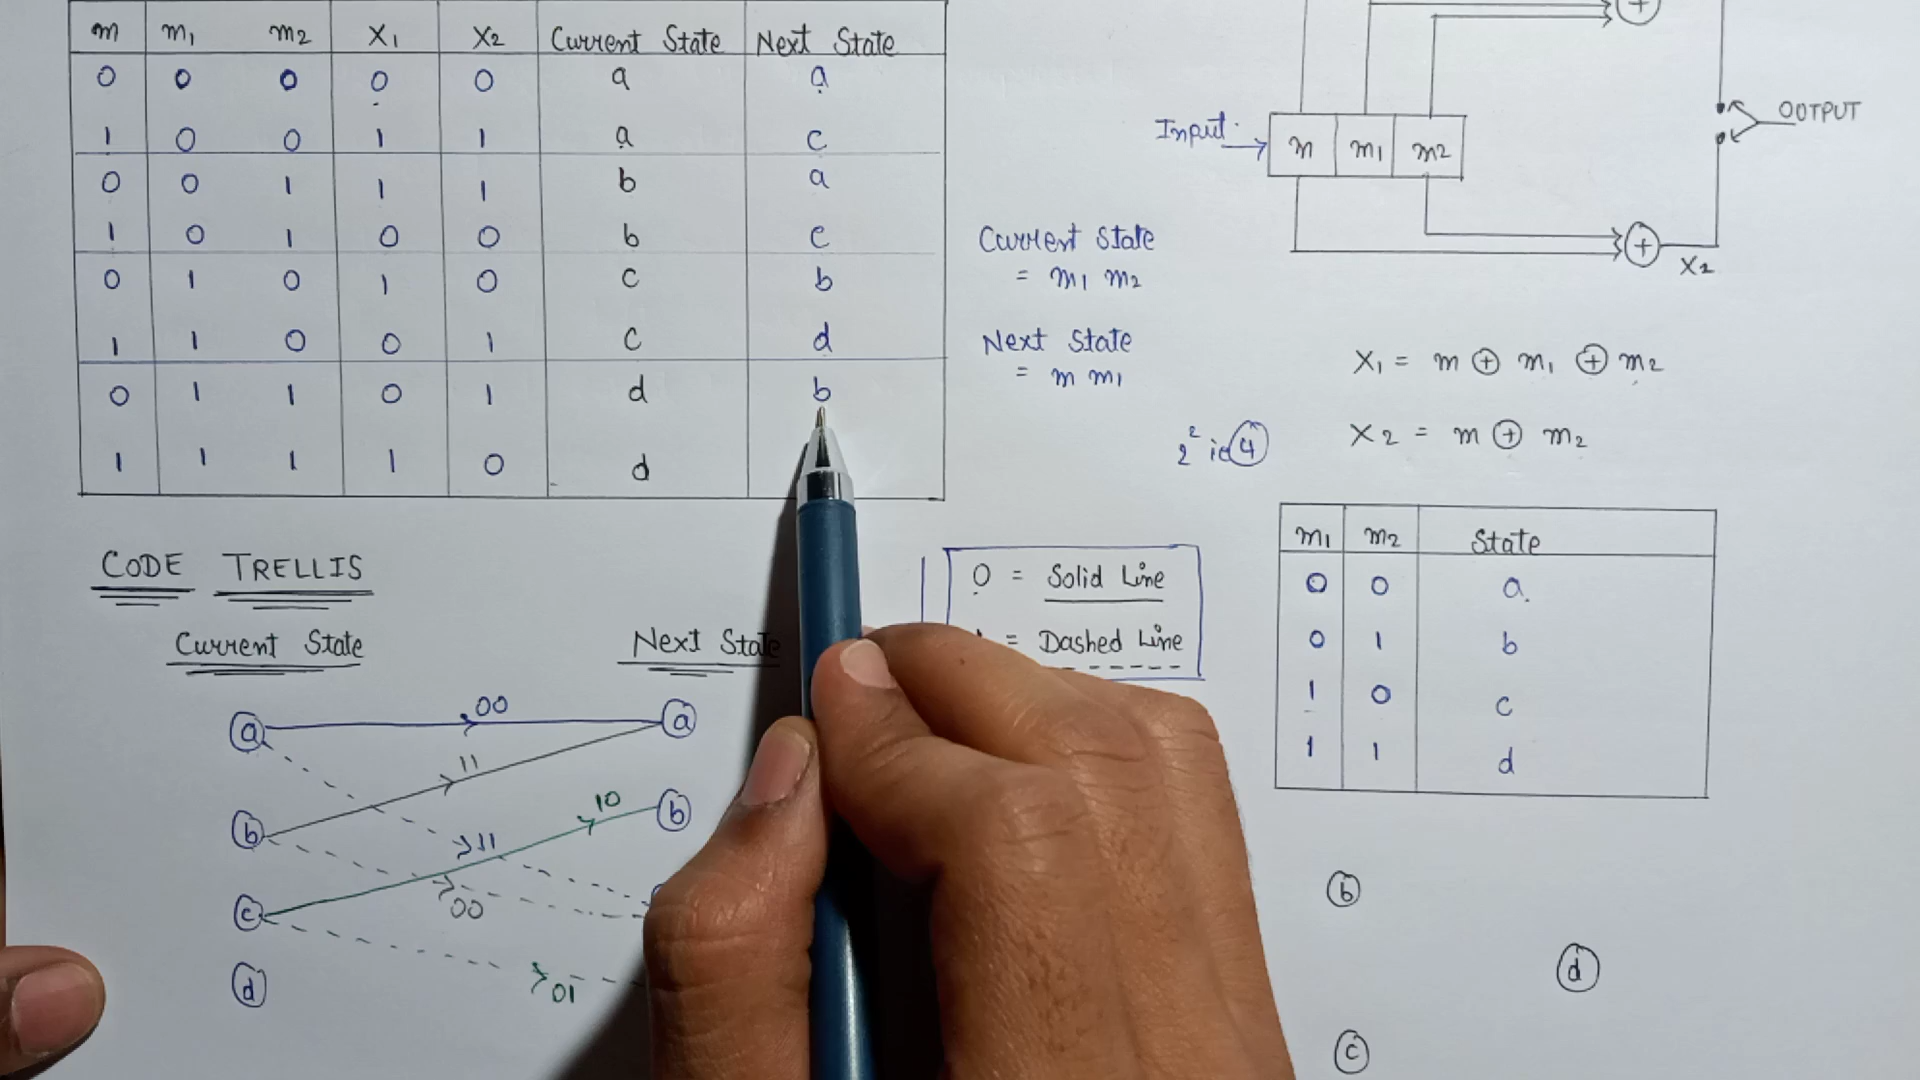 m m1 m2 X1 X2 Current State Next State
0 0 0 0 0 a a
1 0 0 1 1 a c
0 0 1 1 1 b a
1 0 1 0 0 b c
0 1 0 1 0 c b
1 1 0 0 1 c d
0 1 1 0 1 d b
1 1 1 1 0 d
+
OUTPUT
Input
m m1 m2
+
X2
Current State
= m1 m2
Next State
= m m1
X1 = m ⊕ m1 ⊕ m2
X2 = m ⊕ m2
2² ie 4
CODE TRELLIS
Current State Next State
0 = Solid Line
= Dashed Line
m1 m2 State
0 0 a
0 1 b
1 0 c
1 1 d
a 00 a
11
b 10 b
11
c 00
d 01
b
d
c